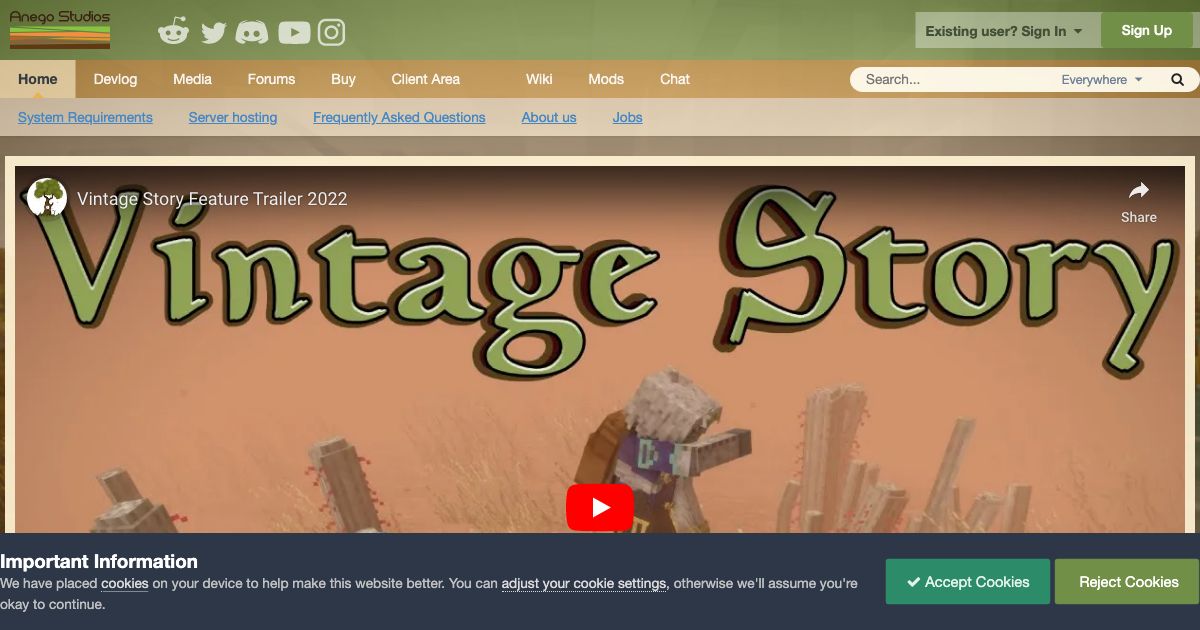 Anego Studios
Existing user? Sign In
Sign Up
Home
Devlog
Media
Forums
Buy
Client Area
Wiki
Mods
Chat
Search...
Everywhere
System Requirements
Server hosting
Frequently Asked Questions
About us
Jobs
Vintage Story Feature Trailer 2022
Share
Vintage Story
Important Information
We have placed cookies on your device to help make this website better. You can adjust your cookie settings, otherwise we'll assume you're
okay to continue.
Accept Cookies
Reject Cookies